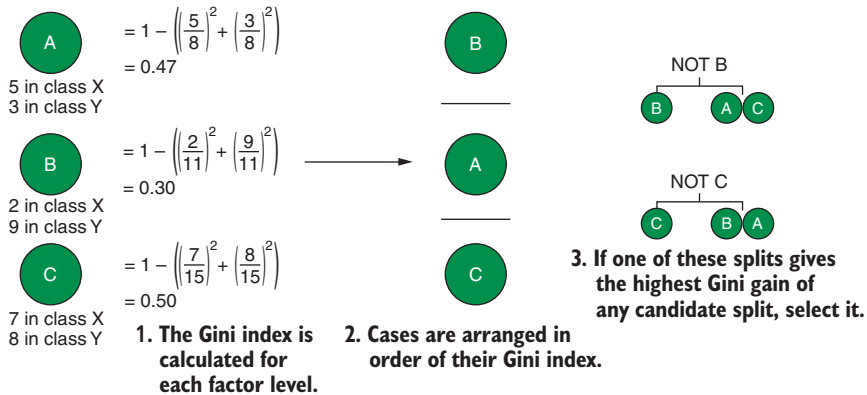 A
= 1 – ((5/8)² + (3/8)²)
= 0.47
5 in class X
3 in class Y
B
= 1 – ((2/11)² + (9/11)²)
= 0.30
2 in class X
9 in class Y
C
= 1 – ((7/15)² + (8/15)²)
= 0.50
7 in class X
8 in class Y
1. The Gini index is
calculated for
each factor level.
B
A
C
2. Cases are arranged in
order of their Gini index.
NOT B
B A C
NOT C
C B A
3. If one of these splits gives
the highest Gini gain of
any candidate split, select it.